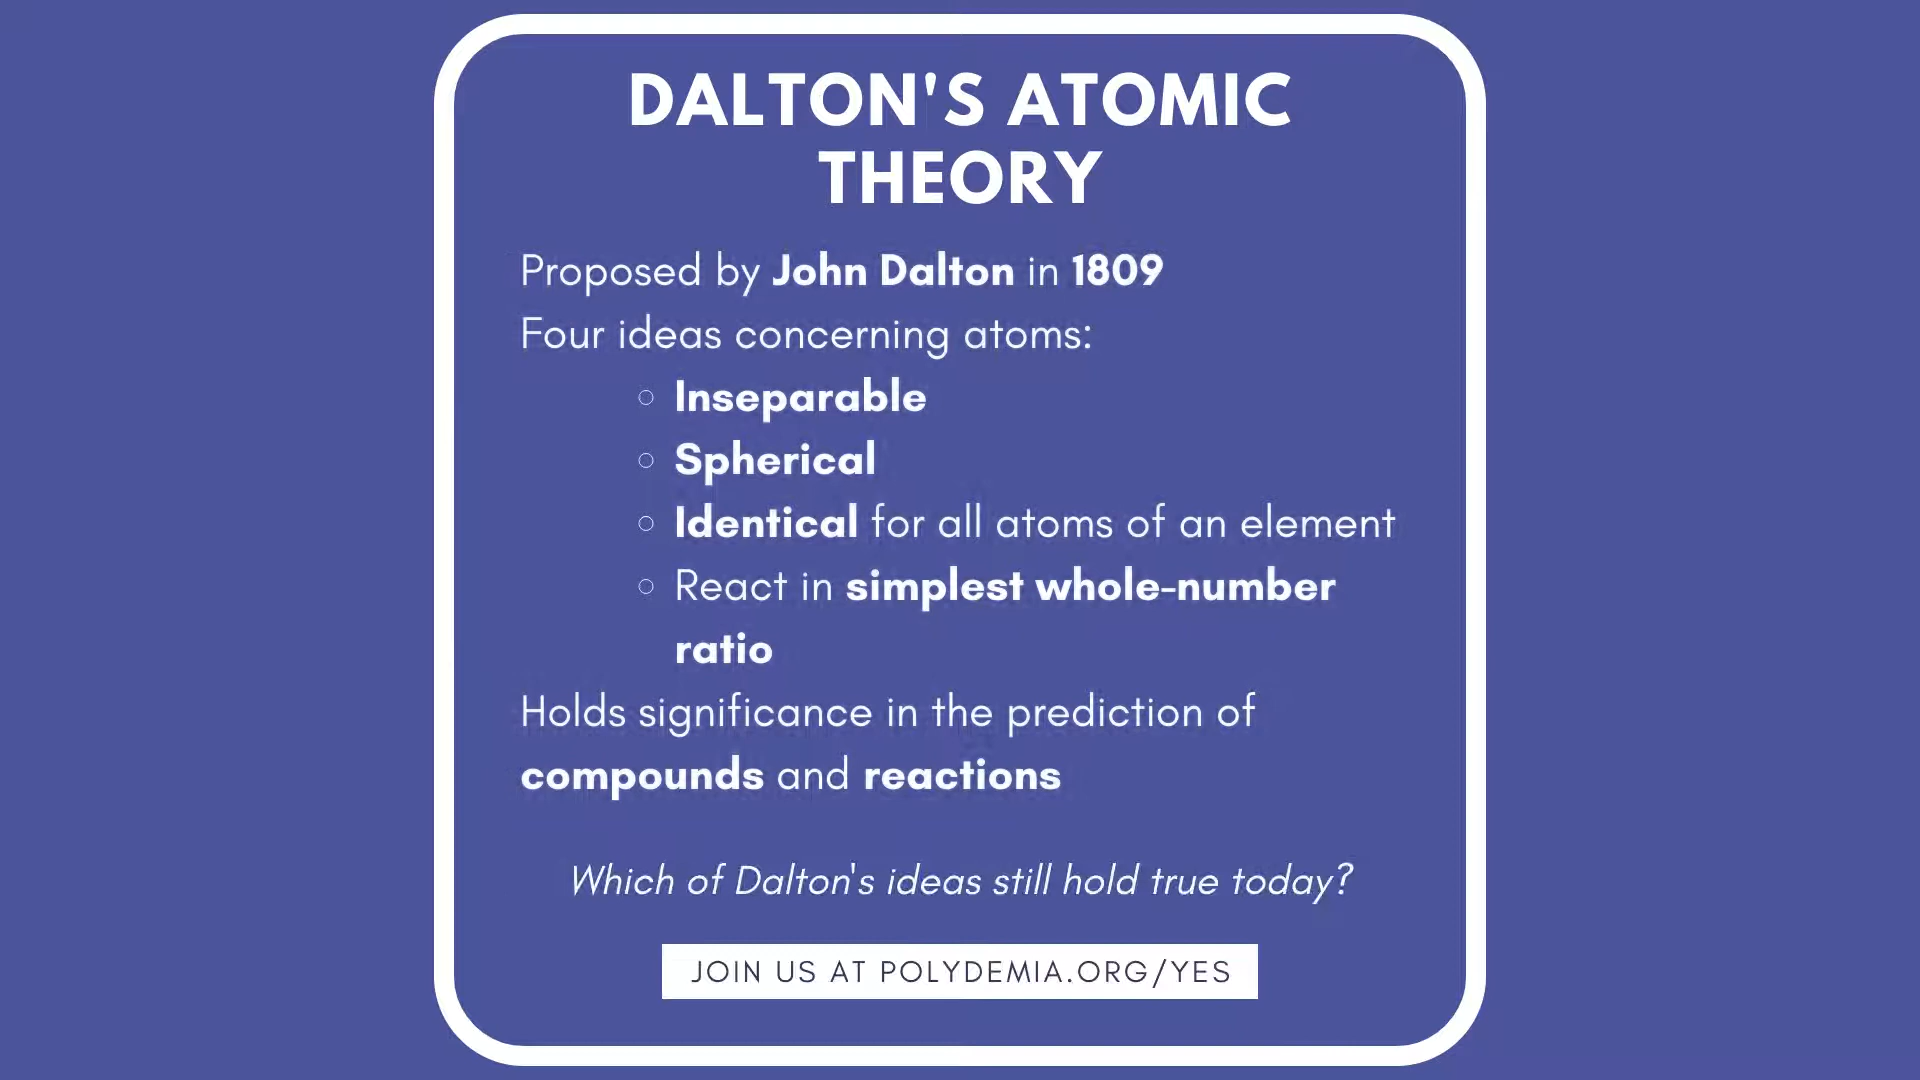 DALTON'S ATOMIC
THEORY
Proposed by John Dalton in 1809
Four ideas concerning atoms:
Inseparable
Spherical
Identical for all atoms of an element
React in simplest whole-number
ratio
Holds significance in the prediction of
compounds and reactions
Which of Dalton's ideas still hold true today?
JOIN US AT POLYDEMIA.ORG/YES